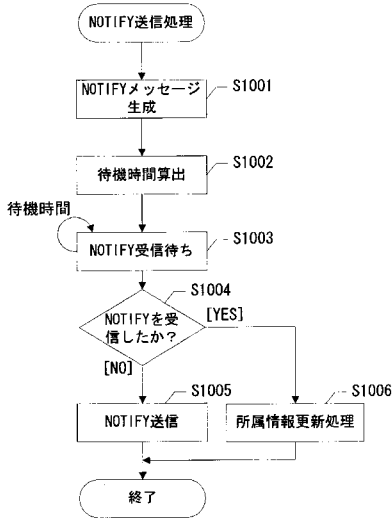 NOTIFY送信処理
NOTIFYメッセージ
生成
S1001
待機時間算出
S1002
待機時間
NOTIFY受信待ち
S1003
S1004
NOTIFYを受
信したか？
[YES]
[NO]
S1005
NOTIFY送信
S1006
所属情報更新処理
終了